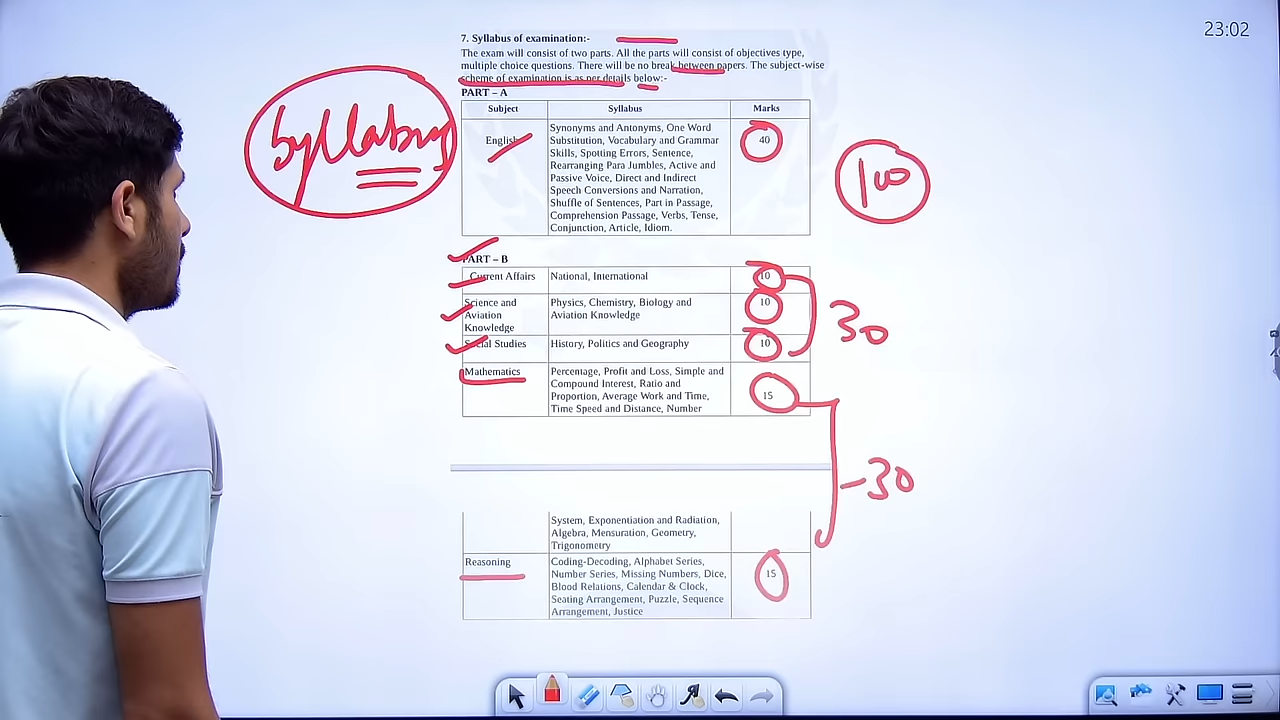 23:02
7. Syllabus of examination:-
The exam will consist of two parts. All the parts will consist of objectives type,
multiple choice questions. There will be no break between papers. The subject-wise
scheme of examination is as per details below:-
PART – A
Subject Syllabus Marks
English Synonyms and Antonyms, One Word 40
Substitution, Vocabulary and Grammar
Skills, Spotting Errors, Sentence,
Rearranging Para Jumbles, Active and
Passive Voice, Direct and Indirect
Speech Conversions and Narration,
Shuffle of Sentences, Part in Passage,
Comprehension Passage, Verbs, Tense,
Conjunction, Article, Idiom.
Syllabus
100
PART – B
Current Affairs National, International 10
Science and Physics, Chemistry, Biology and 10
Aviation Aviation Knowledge
Knowledge
Social Studies History, Politics and Geography 10
30
Mathematics Percentage, Profit and Loss, Simple and
Compound Interest, Ratio and
Proportion, Average Work and Time, 15
Time Speed and Distance, Number
-30
System, Exponentiation and Radiation,
Algebra, Mensuration, Geometry,
Trigonometry
Reasoning Coding-Decoding, Alphabet Series,
Number Series, Missing Numbers, Dice, 15
Blood Relations, Calendar & Clock,
Seating Arrangement, Puzzle, Sequence
Arrangement, Justice